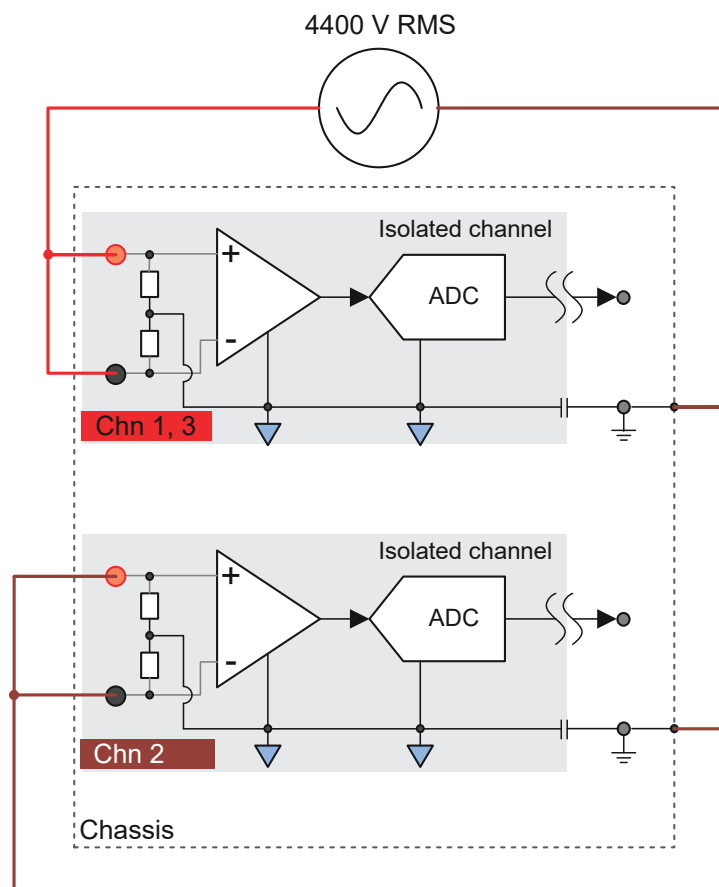 4400 V RMS
Isolated channel
+
ADC
-
Chn 1, 3
Isolated channel
+
ADC
-
Chn 2
Chassis